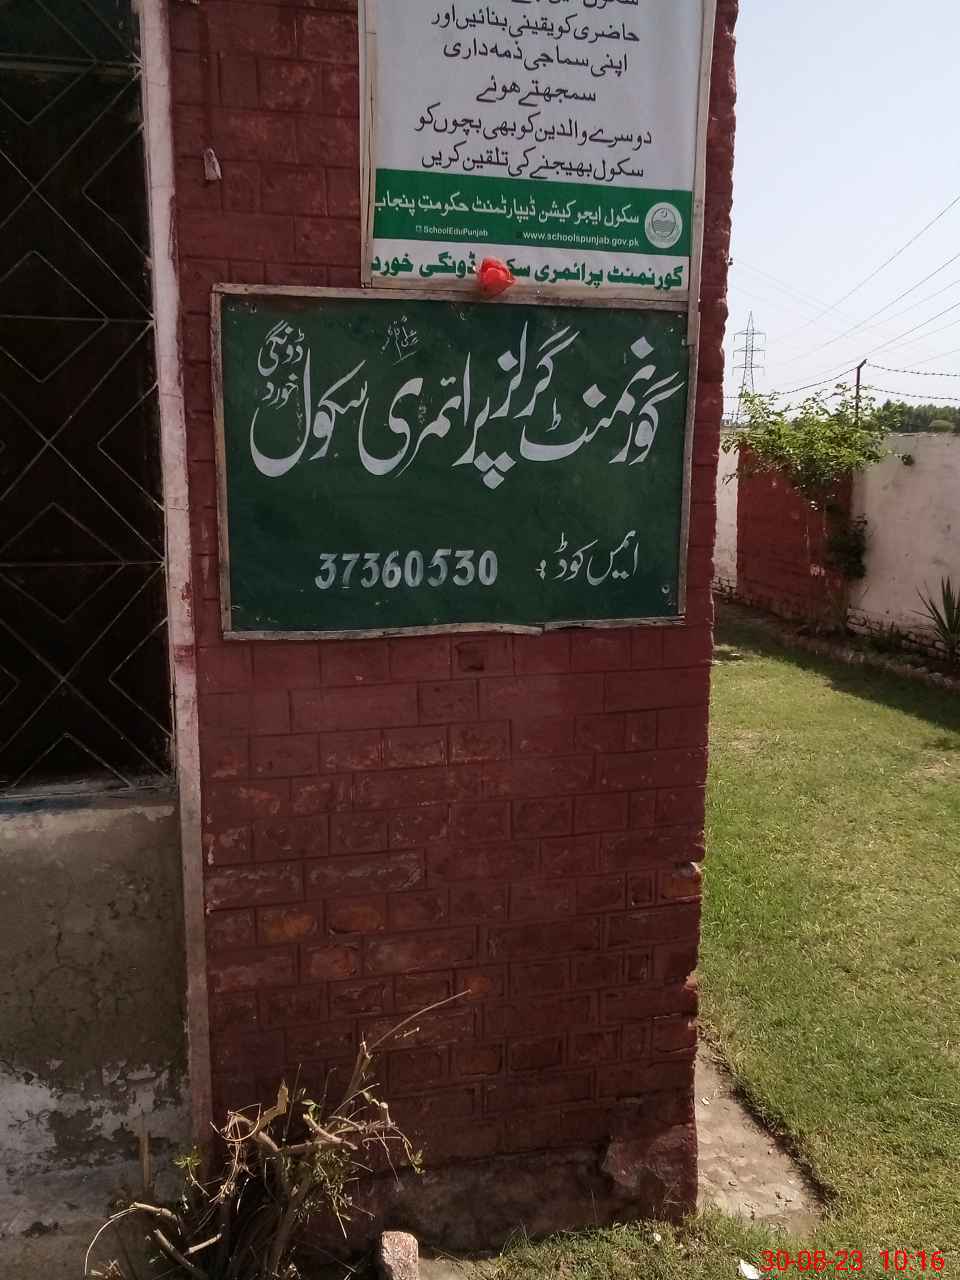 حاضری کو یقینی بنائیں اور
اپنی سماجی ذمہ داری
سمجھتے ہوئے
دوسرے والدین کو بھی بچوں کو
سکول بھیجنے کی تلقین کریں
سکول ایجوکیشن ڈیپارٹمنٹ حکومتِ پنجاب
SchoolEduPunjab www.schoolspunjab.gov.pk
گورنمنٹ پرائمری ڈونگی خورد
گورنمنٹ گرلز پرائمری سکول ڈونگی خورد
ایمس کوڈ: 37360530
30-08-23 10:16